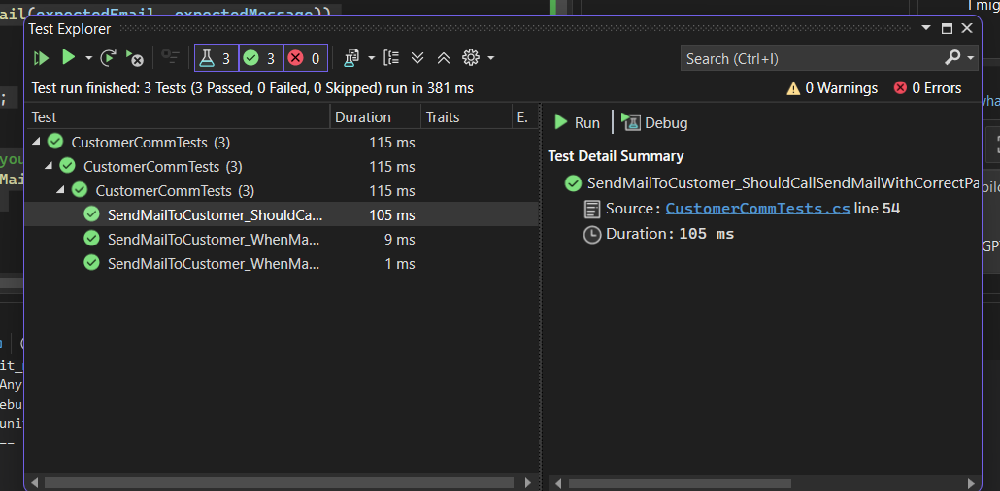 ail(expectedEmail, expectedMessage))
I mig
Test Explorer
3 3 0
Search (Ctrl+I)
;
Test run finished: 3 Tests (3 Passed, 0 Failed, 0 Skipped) run in 381 ms
0 Warnings 0 Errors
Test Duration Traits E.
Run Debug
CustomerCommTests (3) 115 ms
Test Detail Summary
you
CustomerCommTests (3) 115 ms
SendMailToCustomer_ShouldCallSendMailWithCorrectPa
Mai
CustomerCommTests (3) 115 ms
Source: CustomerCommTests.cs line 54
SendMailToCustomer_ShouldCa... 105 ms
Duration: 105 ms
SendMailToCustomer_WhenMa... 9 ms
GPT
SendMailToCustomer_WhenMa... 1 ms
it_
Any
ebu
uni
==